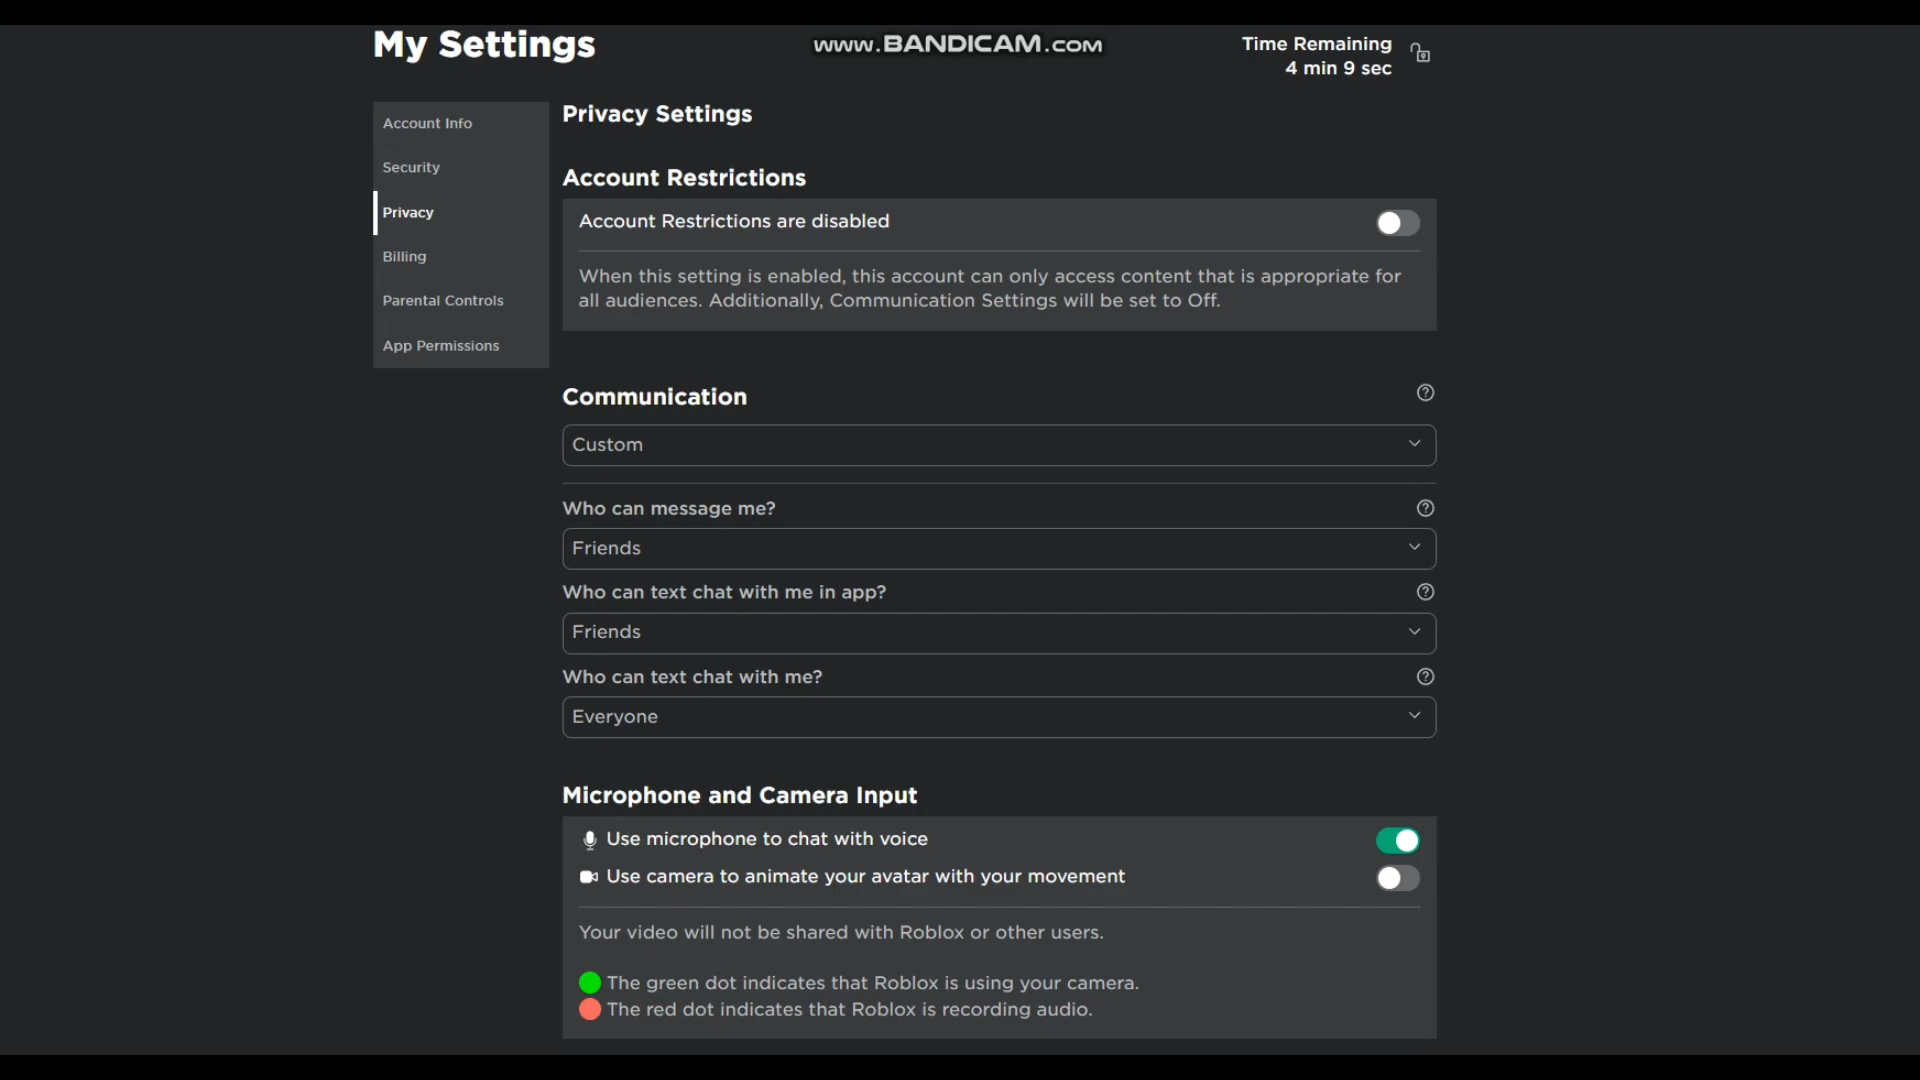 My Settings
www.BANDICAM.com
Time Remaining
4 min 9 sec
Account Info
Security
Privacy
Billing
Parental Controls
App Permissions
Privacy Settings
Account Restrictions
Account Restrictions are disabled
When this setting is enabled, this account can only access content that is appropriate for
all audiences. Additionally, Communication Settings will be set to Off.
Communication
Custom
Who can message me?
Friends
Who can text chat with me in app?
Friends
Who can text chat with me?
Everyone
Microphone and Camera Input
Use microphone to chat with voice
Use camera to animate your avatar with your movement
Your video will not be shared with Roblox or other users.
The green dot indicates that Roblox is using your camera.
The red dot indicates that Roblox is recording audio.